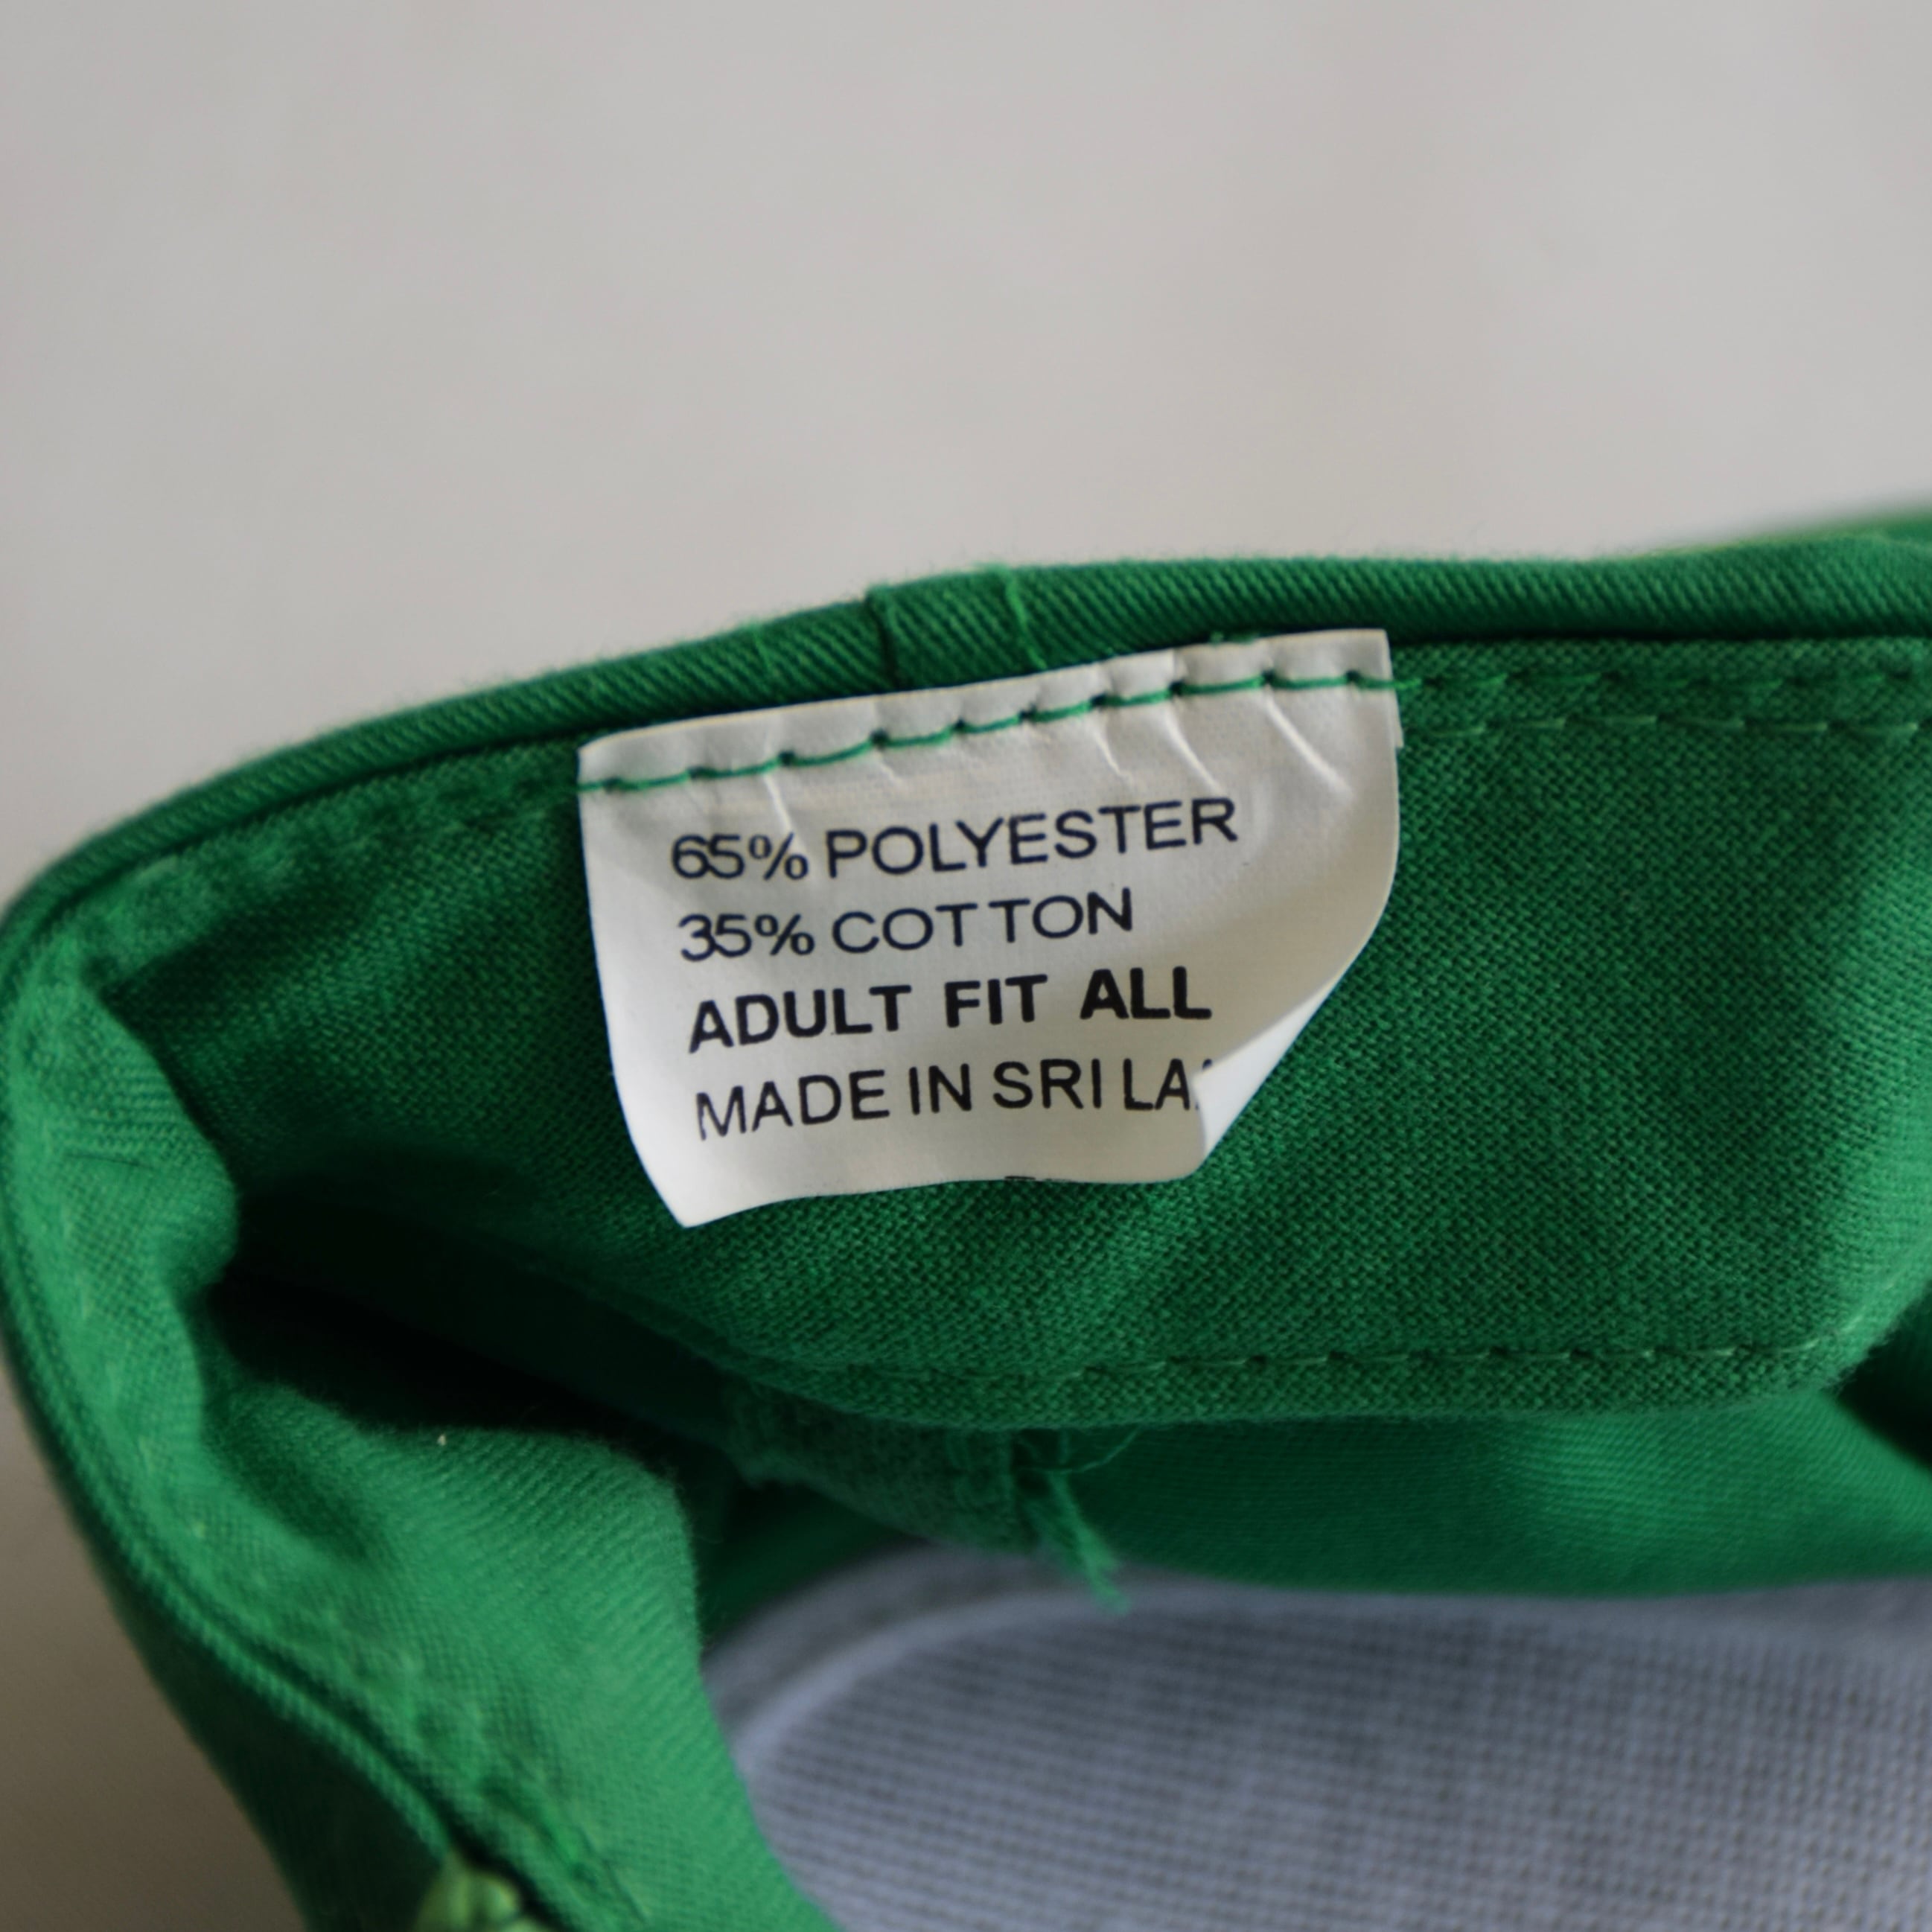 65% POLYESTER
35% COTTON
ADULT FIT ALL
MADE IN SRI LA